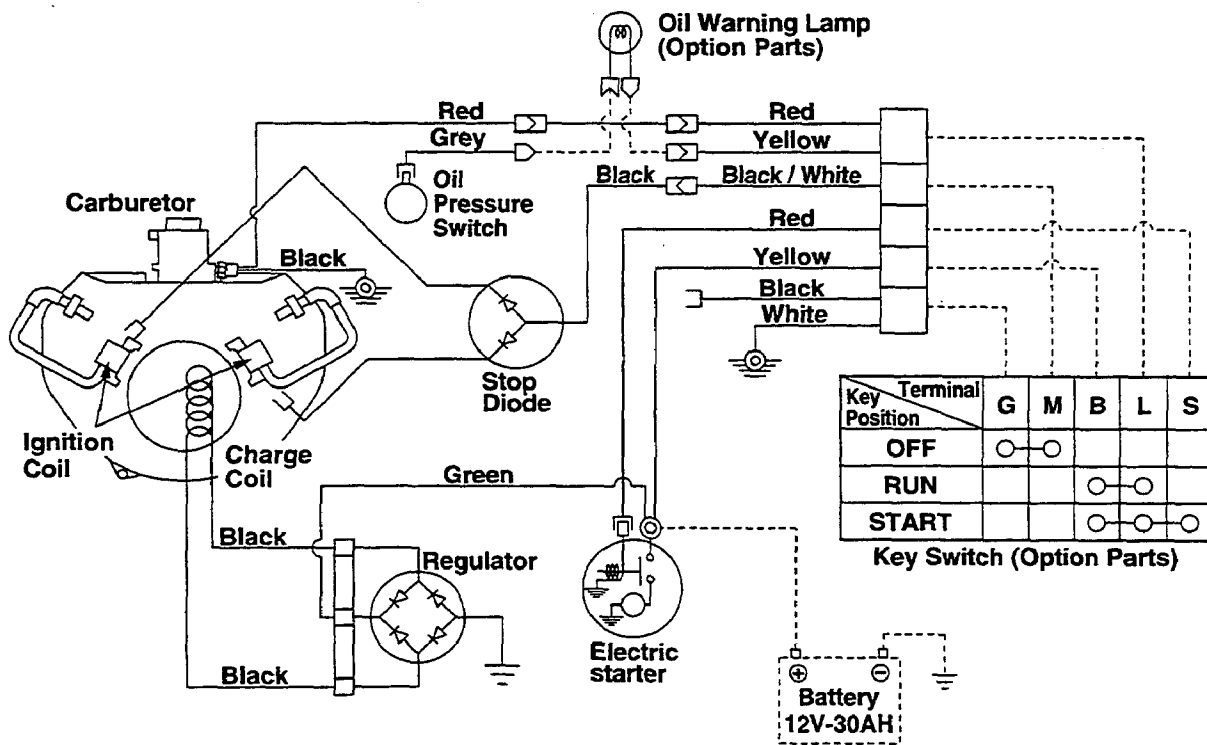 Oil Warning Lamp
(Option Parts)
Red
Red
Grey
Yellow
Black
Black / White
Oil
Pressure
Switch
Carburetor
Red
Black
Yellow
Black
White
Stop
Diode
Ignition
Coil
Charge
Coil
Green
Key
Position
Terminal
G M B L S
OFF
RUN
START
Key Switch (Option Parts)
Black
Regulator
Electric
starter
Black
+ −
Battery
12V-30AH